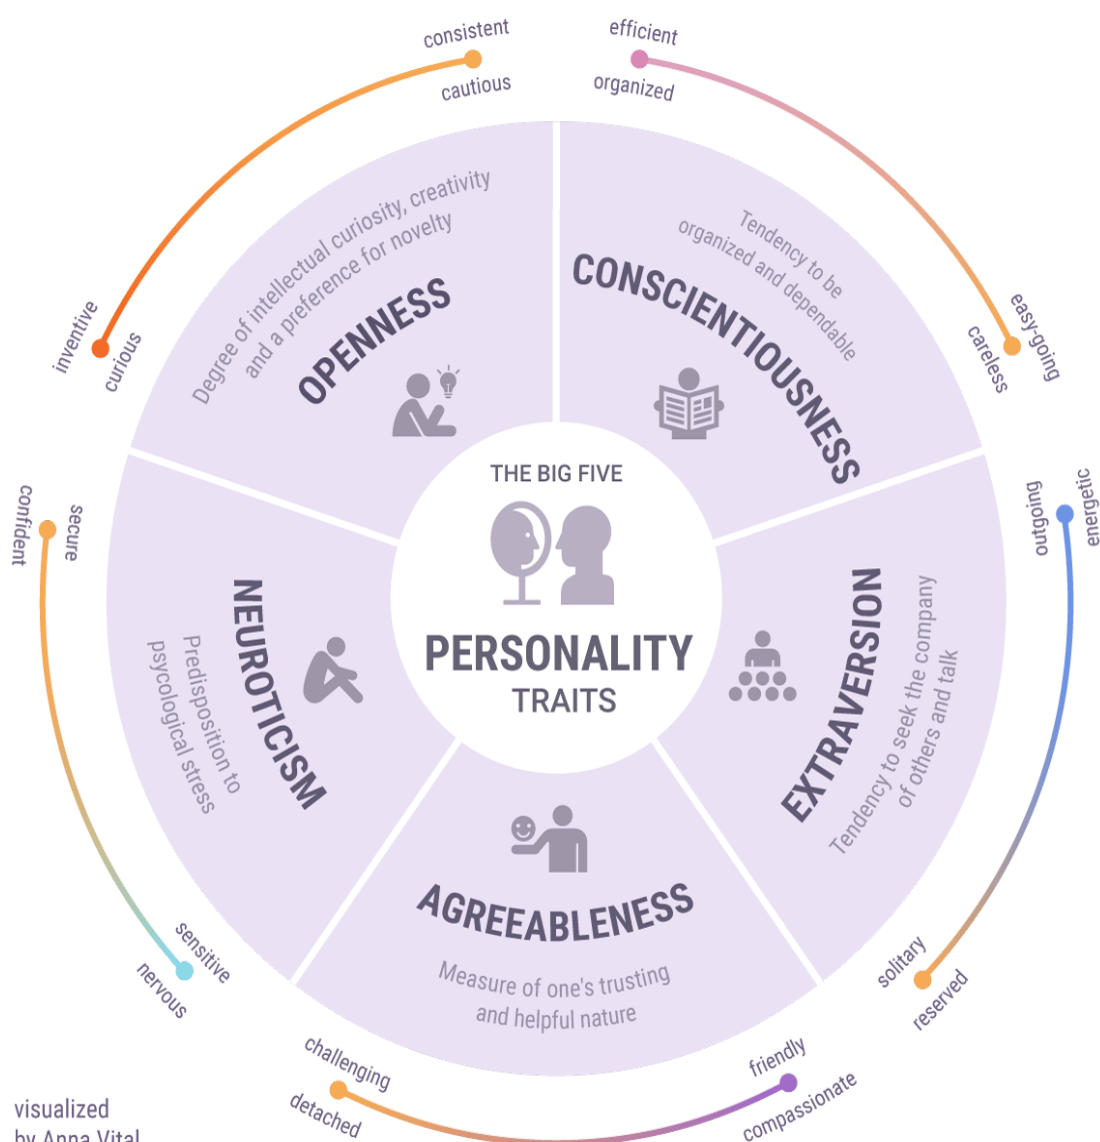 THE BIG FIVE
PERSONALITY
TRAITS
consistent
cautious
inventive
curious
Degree of intellectual curiosity, creativity
and a preference for novelty
OPENNESS
efficient
organized
easy-going
careless
Tendency to be
organized and dependable
CONSCIENTIOUSNESS
energetic
outgoing
solitary
reserved
EXTRAVERSION
Tendency to seek the company
of others and talk
AGREEABLENESS
Measure of one's trusting
and helpful nature
challenging
detached
friendly
compassionate
secure
confident
sensitive
nervous
NEUROTICISM
Predisposition to
psycological stress
visualized
by Anna Vital